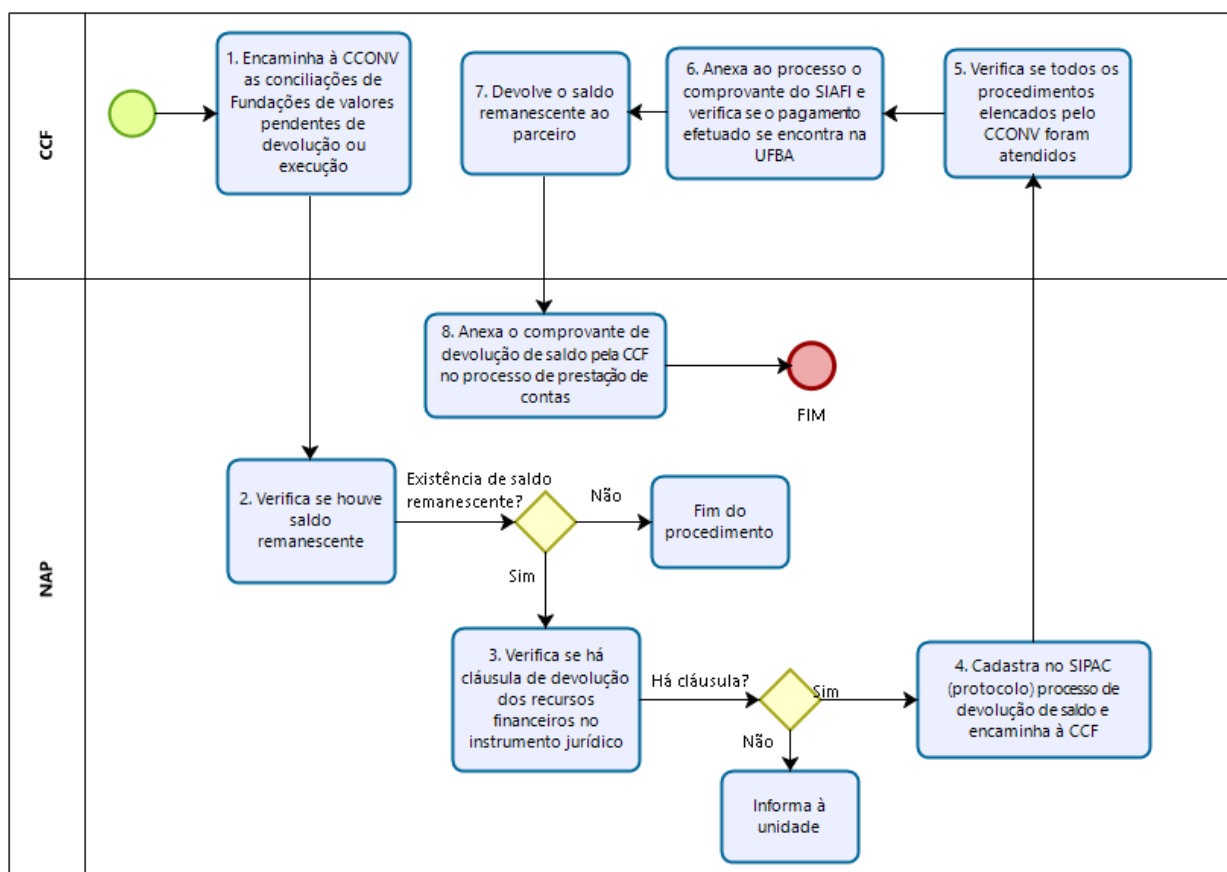 CCF
1. Encaminha à CCONV
as conciliações de
Fundações de valores
pendentes de
devolução ou
execução
7. Devolve o saldo
remanescente ao
parceiro
6. Anexa ao processo o
comprovante do SIAFI e
verifica se o pagamento
efetuado se encontra na
UFBA
5. Verifica se todos os
procedimentos
elencados pelo
CCONV foram
atendidos
NAP
8. Anexa o comprovante de
devolução de saldo pela CCF
no processo de prestação de
contas
FIM
2. Verifica se houve
saldo
remanescente
Existência de saldo
remanescente?
Não
Fim do
procedimento
Sim
3. Verifica se há
cláusula de devolução
dos recursos
financeiros no
instrumento jurídico
Há cláusula?
Sim
4. Cadastra no SIPAC
(protocolo) processo de
devolução de saldo e
encaminha à CCF
Não
Informa à
unidade